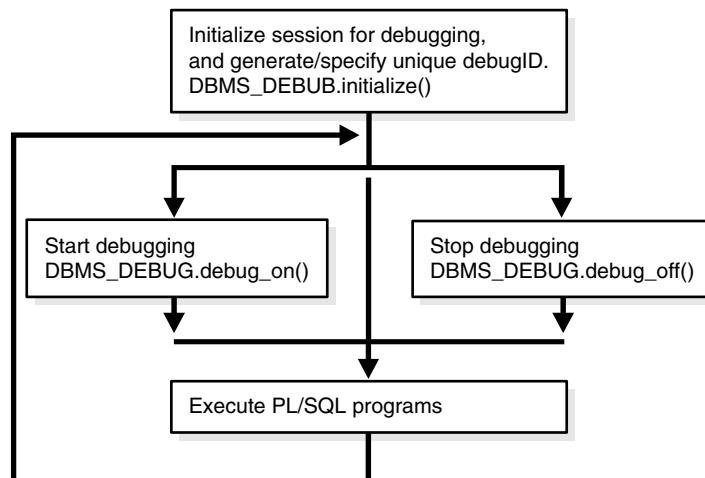 Initialize session for debugging,
and generate/specify unique debugID.
DBMS_DEBUB.initialize()
Start debugging
DBMS_DEBUG.debug_on()
Stop debugging
DBMS_DEBUG.debug_off()
Execute PL/SQL programs